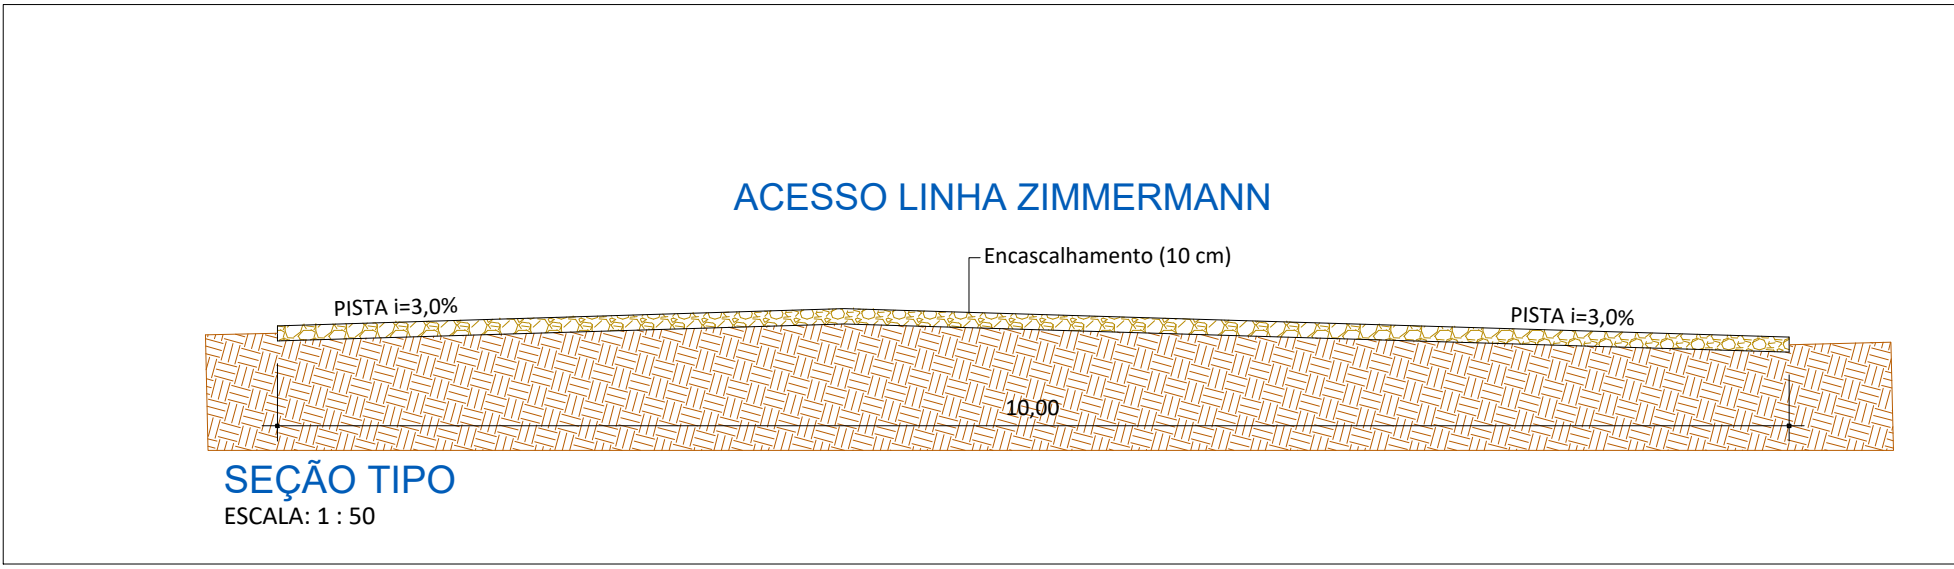 ACESSO LINHA ZIMMERMANN
Encascalhamento (10 cm)
PISTA i=3,0%
PISTA i=3,0%
10,00
SEÇÃO TIPO
ESCALA: 1 : 50